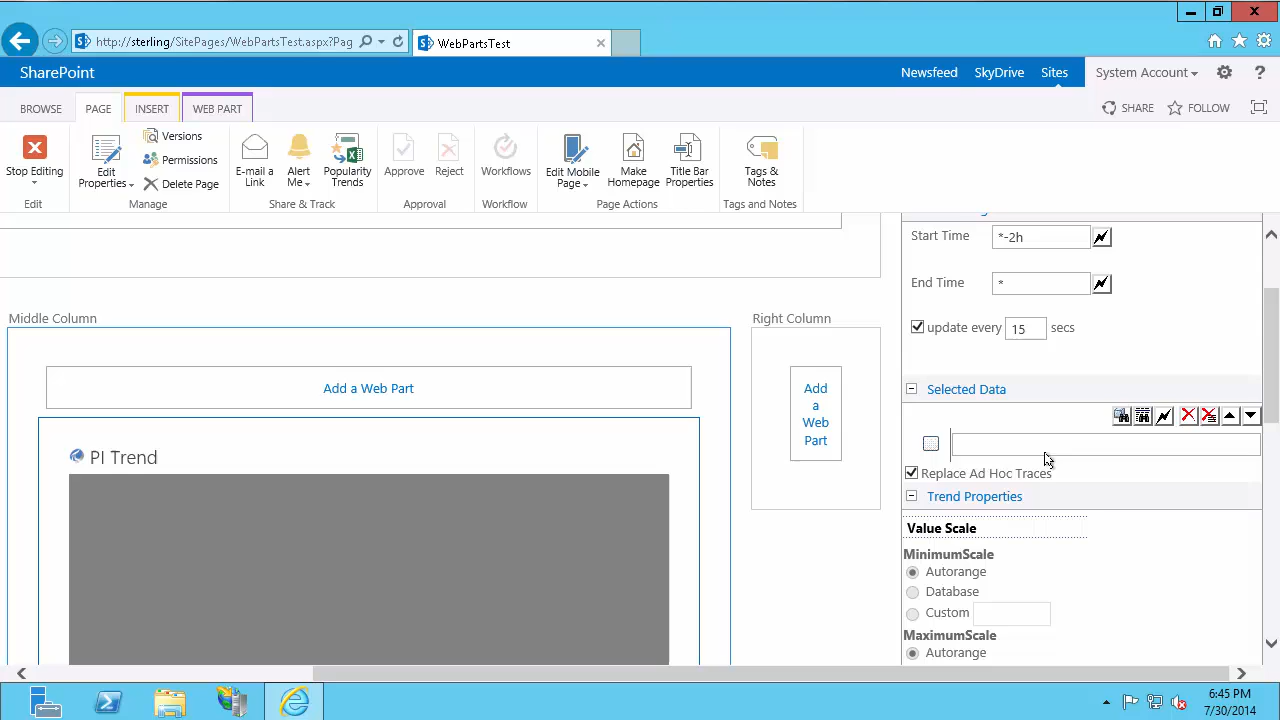 http://sterling/SitePages/WebPartsTest.aspx?Pag
WebPartsTest
SharePoint
Newsfeed
SkyDrive
Sites
System Account
?
BROWSE
PAGE
INSERT
WEB PART
SHARE
FOLLOW
Stop Editing
Edit
Edit Properties
Versions
Permissions
Delete Page
Manage
E-mail a Link
Alert Me
Popularity Trends
Share & Track
Approve
Reject
Approval
Workflows
Workflow
Edit Mobile Page
Make Homepage
Title Bar Properties
Page Actions
Tags & Notes
Tags and Notes
Start Time
*-2h
End Time
*
update every 15 secs
Middle Column
Right Column
Add a Web Part
Add
a
Web
Part
PI Trend
Selected Data
Replace Ad Hoc Traces
Trend Properties
Value Scale
MinimumScale
Autorange
Database
Custom
MaximumScale
Autorange
6:45 PM
7/30/2014